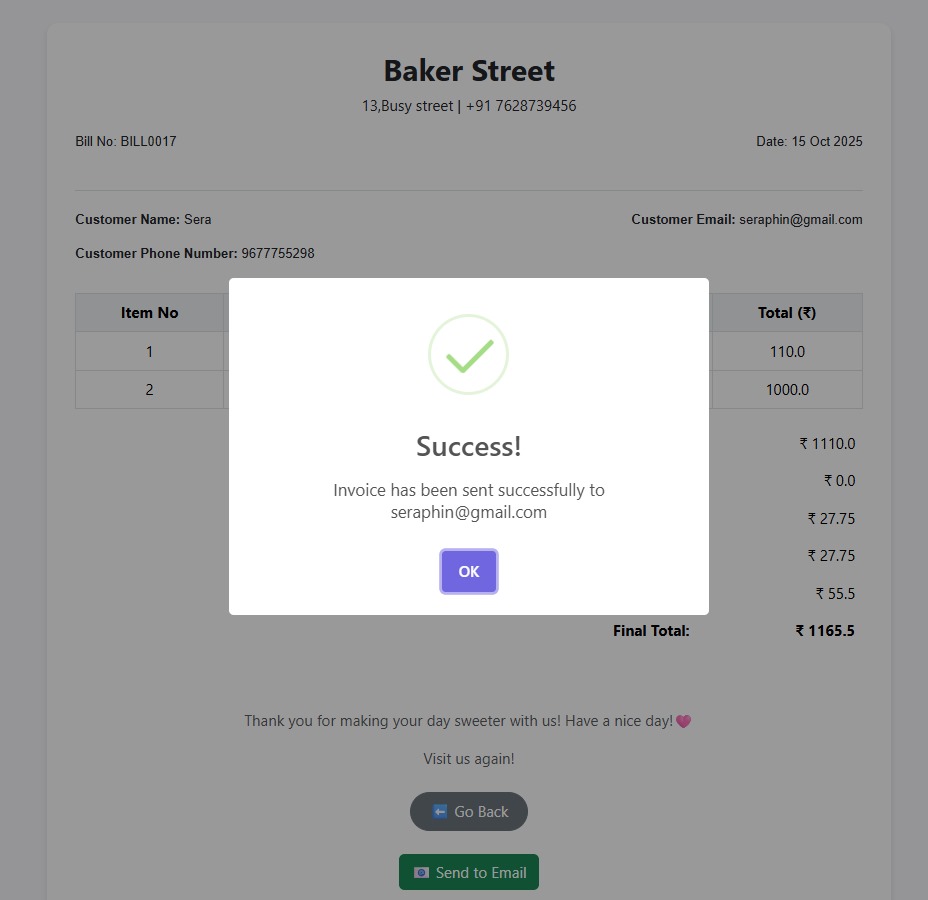 Baker Street
13,Busy street | +91 7628739456
Bill No: BILL0017 Date: 15 Oct 2025
Customer Name: Sera Customer Email: seraphin@gmail.com
Customer Phone Number: 9677755298
Item No Total (₹)
1 110.0
2 1000.0
Success!
Invoice has been sent successfully to
seraphin@gmail.com
OK
₹ 1110.0
₹ 0.0
₹ 27.75
₹ 27.75
₹ 55.5
Final Total: ₹ 1165.5
Thank you for making your day sweeter with us! Have a nice day!💗
Visit us again!
⬅️ Go Back
📧 Send to Email